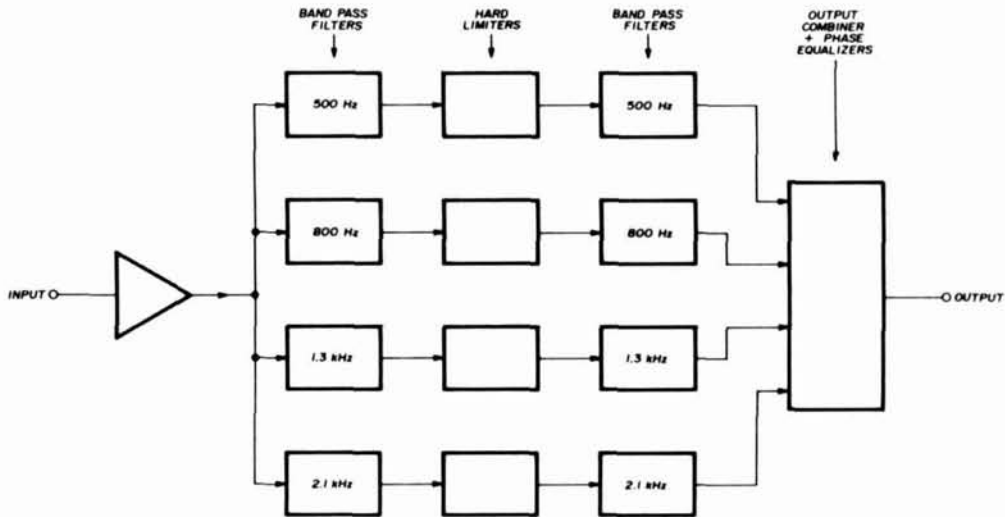 BAND PASS
FILTERS
HARD
LIMITERS
BAND PASS
FILTERS
OUTPUT
COMBINER
+ PHASE
EQUALIZERS
500 Hz
500 Hz
800 Hz
800 Hz
INPUT
OUTPUT
1.3 kHz
1.3 kHz
2.1 kHz
2.1 kHz